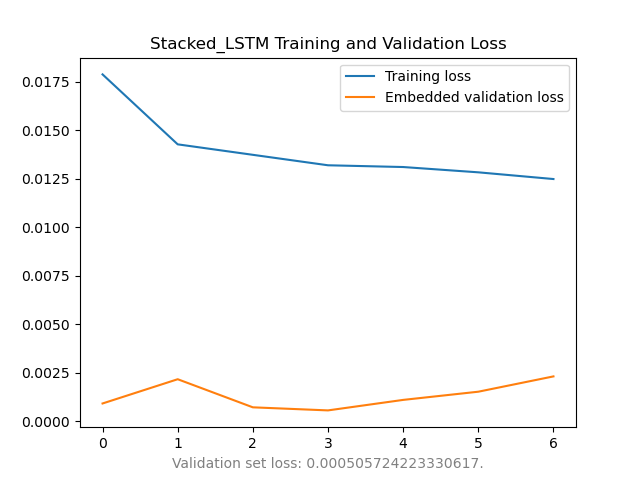 Stacked_LSTM Training and Validation Loss
Training loss
Embedded validation loss
0.0175
0.0150
0.0125
0.0100
0.0075
0.0050
0.0025
0.0000
0 1 2 3 4 5 6
Validation set loss: 0.000505724223330617.